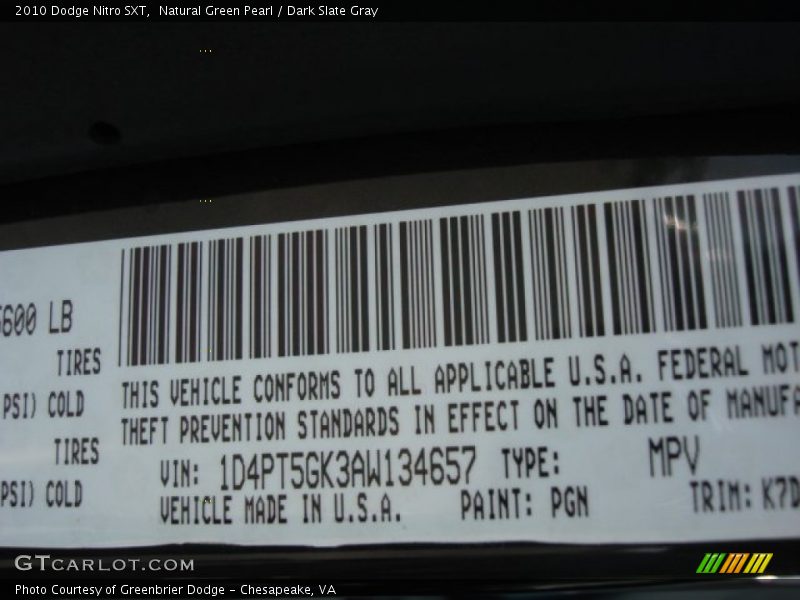 2010 Dodge Nitro SXT,  Natural Green Pearl / Dark Slate Gray
600 LB
TIRES
PSI) COLD
TIRES
PSI) COLD
THIS VEHICLE CONFORMS TO ALL APPLICABLE U.S.A. FEDERAL MOT
THEFT PREVENTION STANDARDS IN EFFECT ON THE DATE OF MANUFA
VIN: 1D4PT5GK3AW134657 TYPE: MPV
VEHICLE MADE IN U.S.A. PAINT: PGN TRIM: K7D
GTCARLOT.COM
Photo Courtesy of Greenbrier Dodge - Chesapeake, VA